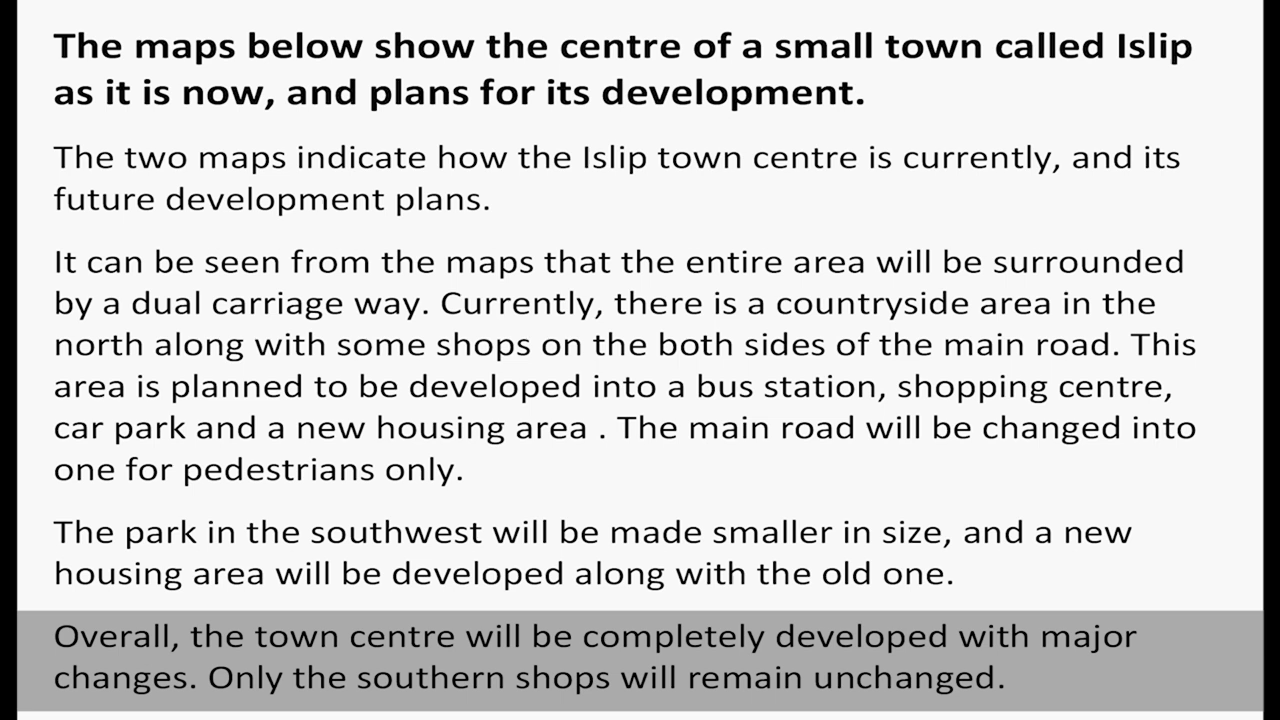 The maps below show the centre of a small town called Islip
as it is now, and plans for its development.
The two maps indicate how the Islip town centre is currently, and its
future development plans.
It can be seen from the maps that the entire area will be surrounded
by a dual carriage way. Currently, there is a countryside area in the
north along with some shops on the both sides of the main road. This
area is planned to be developed into a bus station, shopping centre,
car park and a new housing area . The main road will be changed into
one for pedestrians only.
The park in the southwest will be made smaller in size, and a new
housing area will be developed along with the old one.
Overall, the town centre will be completely developed with major
changes. Only the southern shops will remain unchanged.